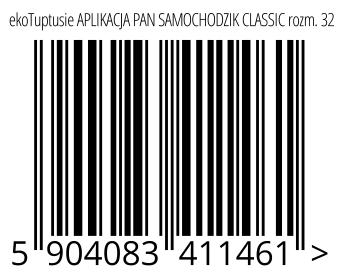 ekoTuptusie APLIKACJA PAN SAMOCHODZIK CLASSIC rozm. 32
5 904083 411461 >